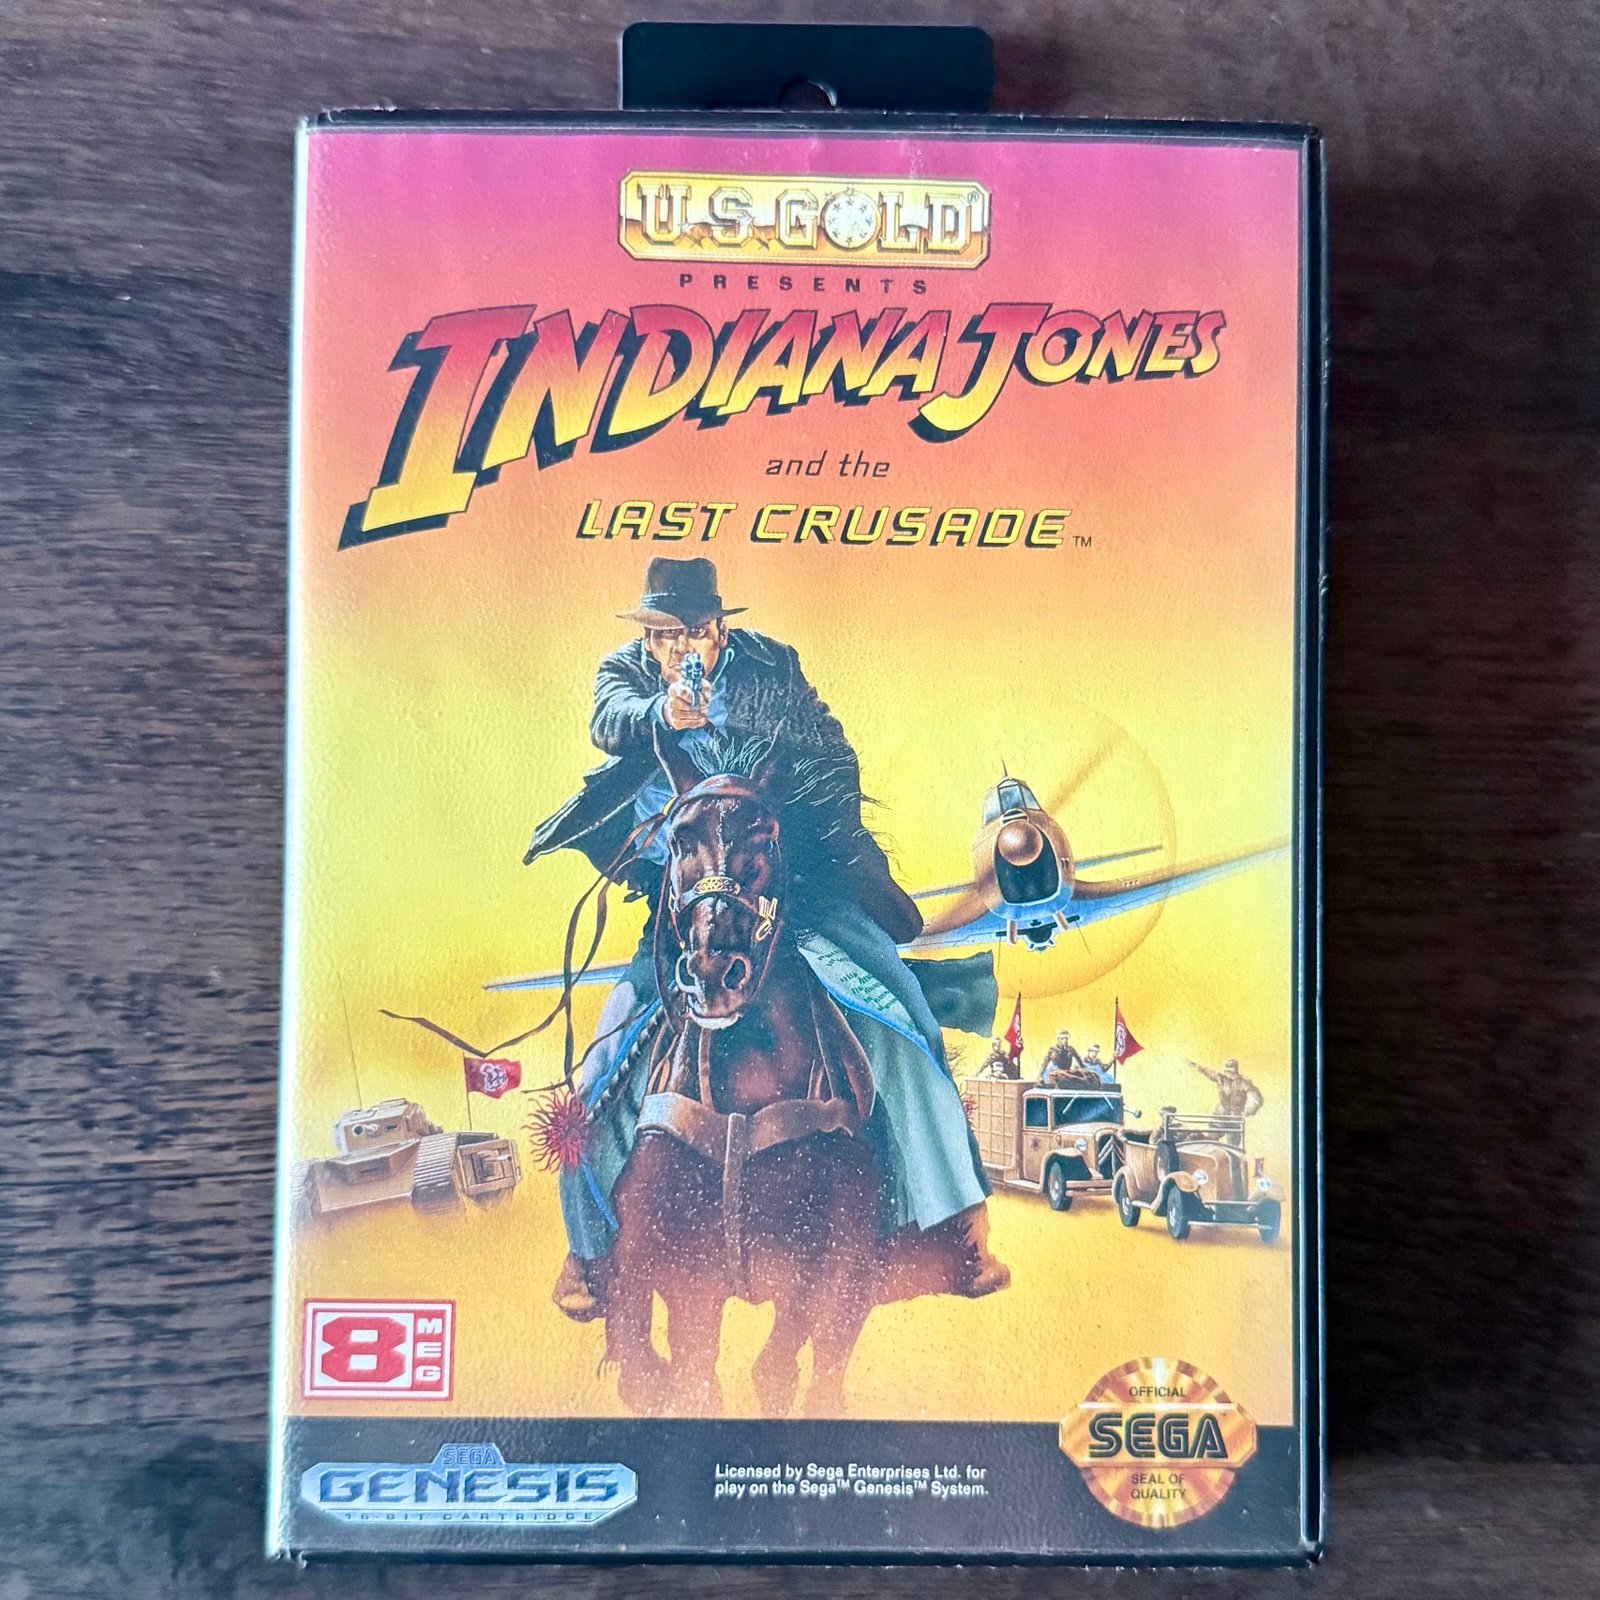 U.S. GOLD®
PRESENTS
INDIANA JONES
and the
LAST CRUSADE™
8 MEG
SEGA
GENESIS
16-BIT CARTRIDGE
Licensed by Sega Enterprises Ltd. for
play on the Sega™ Genesis™ System.
OFFICIAL
SEGA
SEAL OF
QUALITY